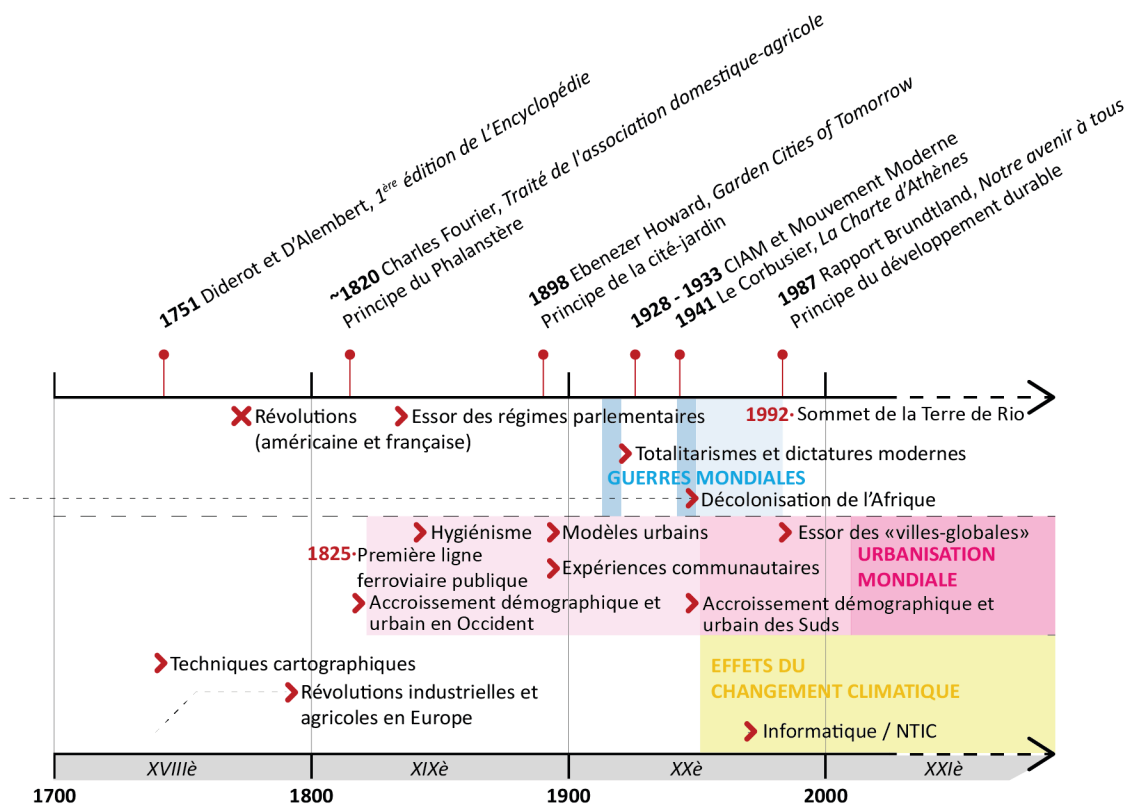 1751 Diderot et D’Alembert, 1ère édition de L’Encyclopédie
~1820 Charles Fourier, Traité de l'association domestique-agricole
Principe du Phalanstère
1898 Ebenezer Howard, Garden Cities of Tomorrow
Principe de la cité-jardin
1928 - 1933 CIAM et Mouvement Moderne
1941 Le Corbusier, La Charte d’Athènes
1987 Rapport Brundtland, Notre avenir à tous
Principe du développement durable
Révolutions
(américaine et française)
Essor des régimes parlementaires
1992· Sommet de la Terre de Rio
Totalitarismes et dictatures modernes
GUERRES MONDIALES
Décolonisation de l’Afrique
Hygiénisme
Modèles urbains
Essor des «villes-globales»
1825· Première ligne
ferroviaire publique
URBANISATION
MONDIALE
Expériences communautaires
Accroissement démographique et
urbain en Occident
Accroissement démographique et
urbain des Suds
Techniques cartographiques
EFFETS DU
CHANGEMENT CLIMATIQUE
Révolutions industrielles et
agricoles en Europe
Informatique / NTIC
XVIIIè XIXè XXè XXIè
1700 1800 1900 2000